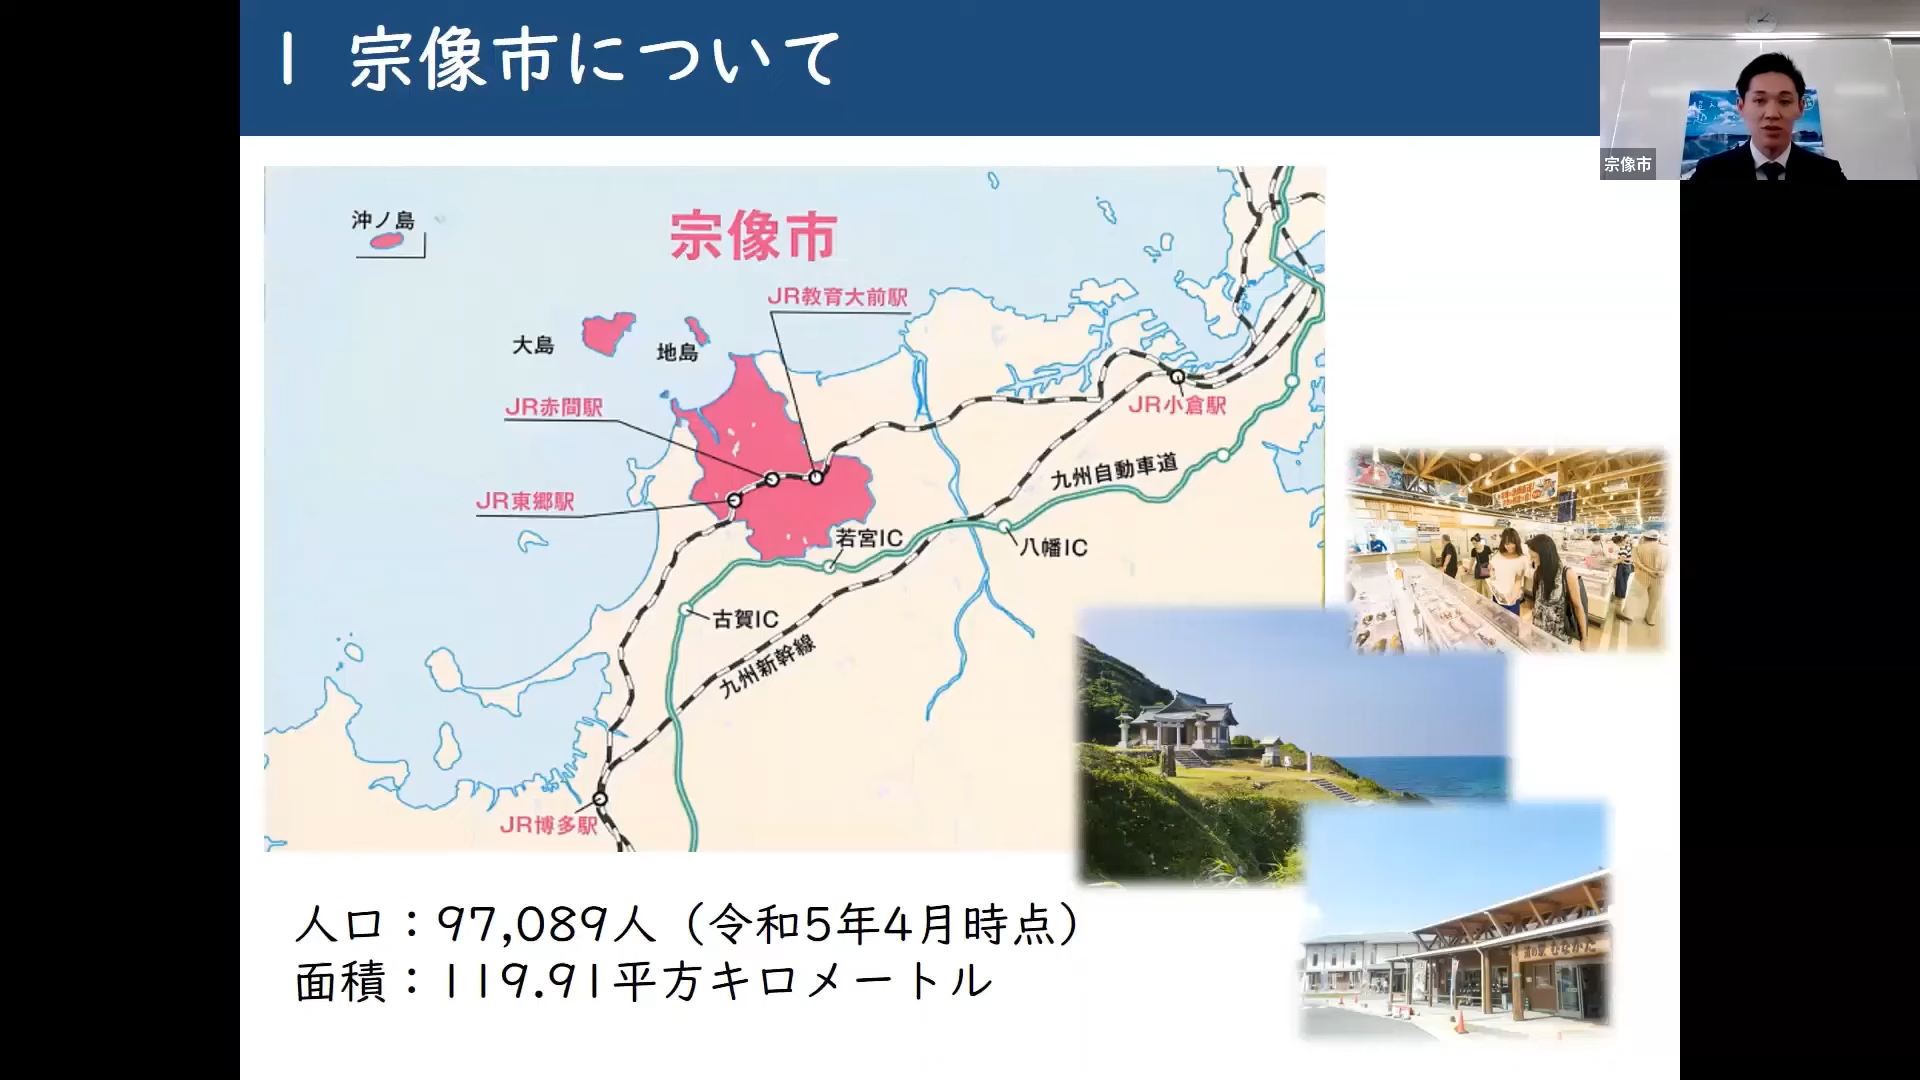 1 宗像市について
宗像市
沖ノ島
宗像市
JR教育大前駅
大島
地島
JR赤間駅
JR小倉駅
JR東郷駅
九州自動車道
若宮IC
八幡IC
古賀IC
九州新幹線
JR博多駅
道の駅 むなかた
人口：97,089人（令和5年4月時点）
面積：119.91平方キロメートル